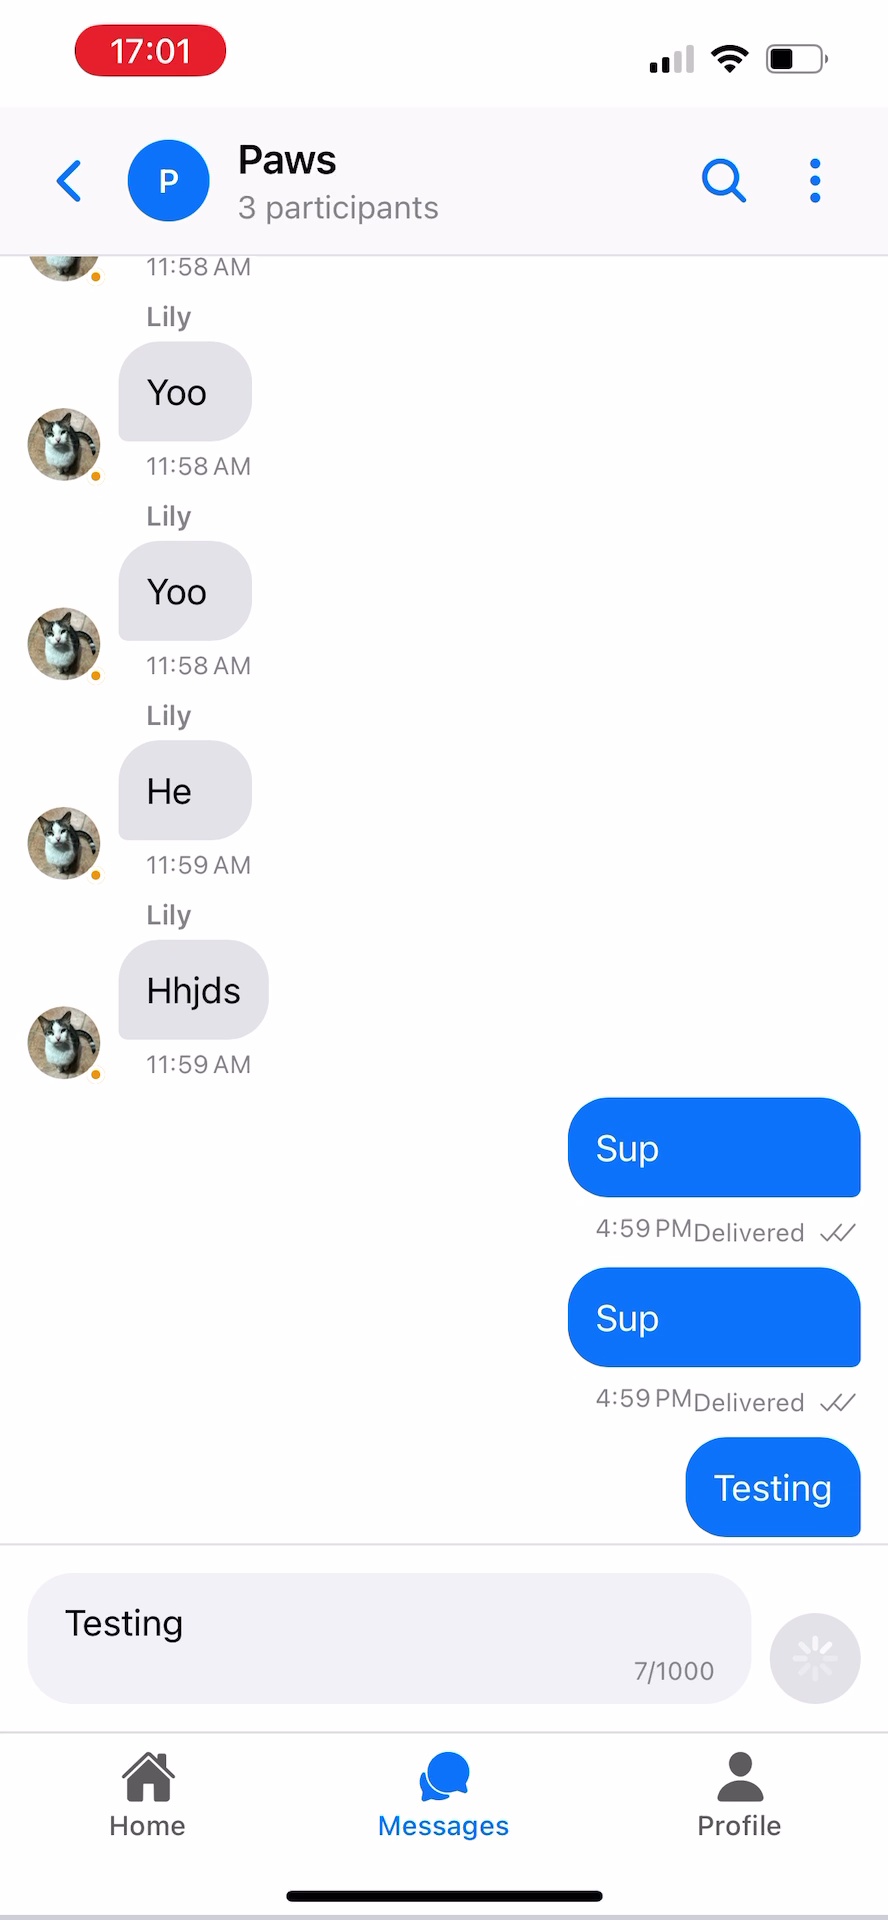 17:01
P
Paws
3 participants
11:58 AM
Lily
Yoo
11:58 AM
Lily
Yoo
11:58 AM
Lily
He
11:59 AM
Lily
Hhjds
11:59 AM
Sup
4:59 PM Delivered
Sup
4:59 PM Delivered
Testing
Testing
7/1000
Home Messages Profile